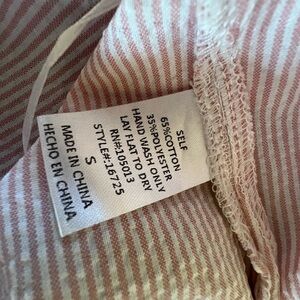 SELF
65%COTTON
35%POLYESTER
HAND WASH ONLY
LAY FLAT TO DRY
RN#:105013
STYLE#:16725
S
MADE IN CHINA
HECHO EN CHINA